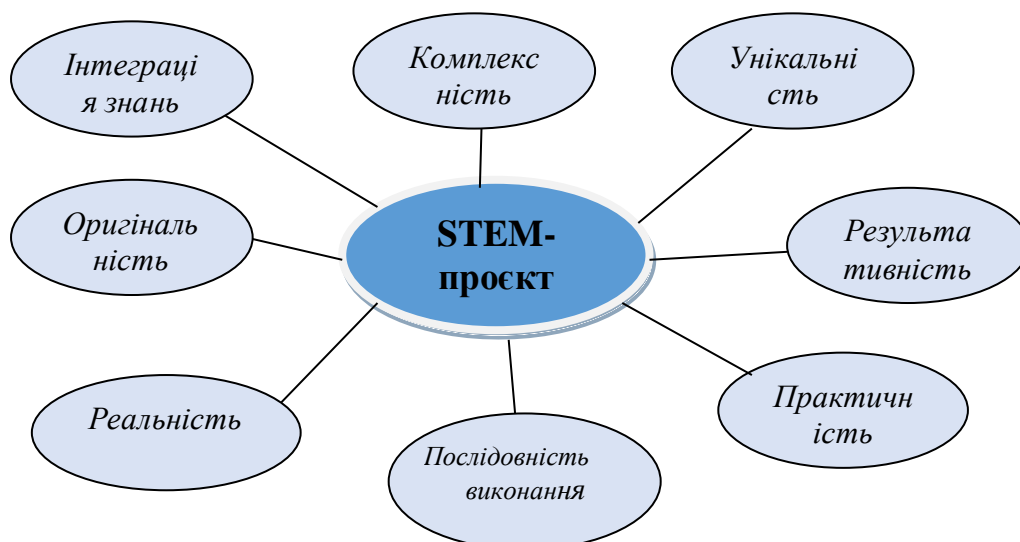 Інтеграці
я знань
Комплекс
ність
Унікальні
сть
Оригіналь
ність
STEM-
проєкт
Результа
тивність
Реальність
Послідовність
виконання
Практичн
ість